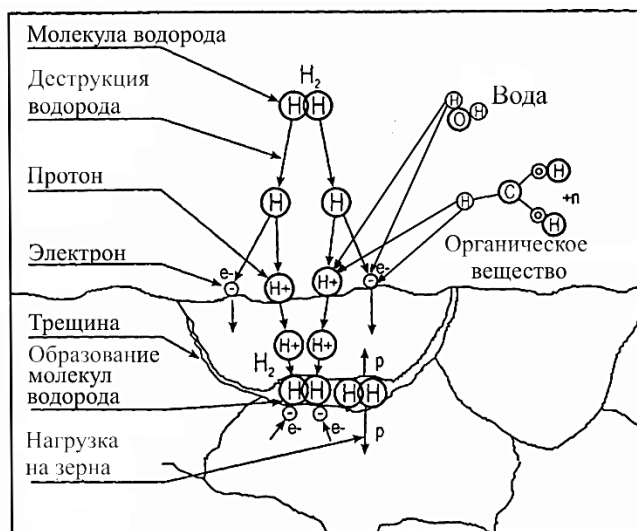 Молекула водорода
H₂
H H
Деструкция
водорода
H
O
H
Вода
Протон
H
H
H
C
O H
+n
O H
Органическое
вещество
Электрон
e-
-
H+
H+
e-
-
Трещина
H+
H+
Образование
молекул
водорода
H₂
p
H H
H H
-
-
e-
e-
p
Нагрузка
на зерна